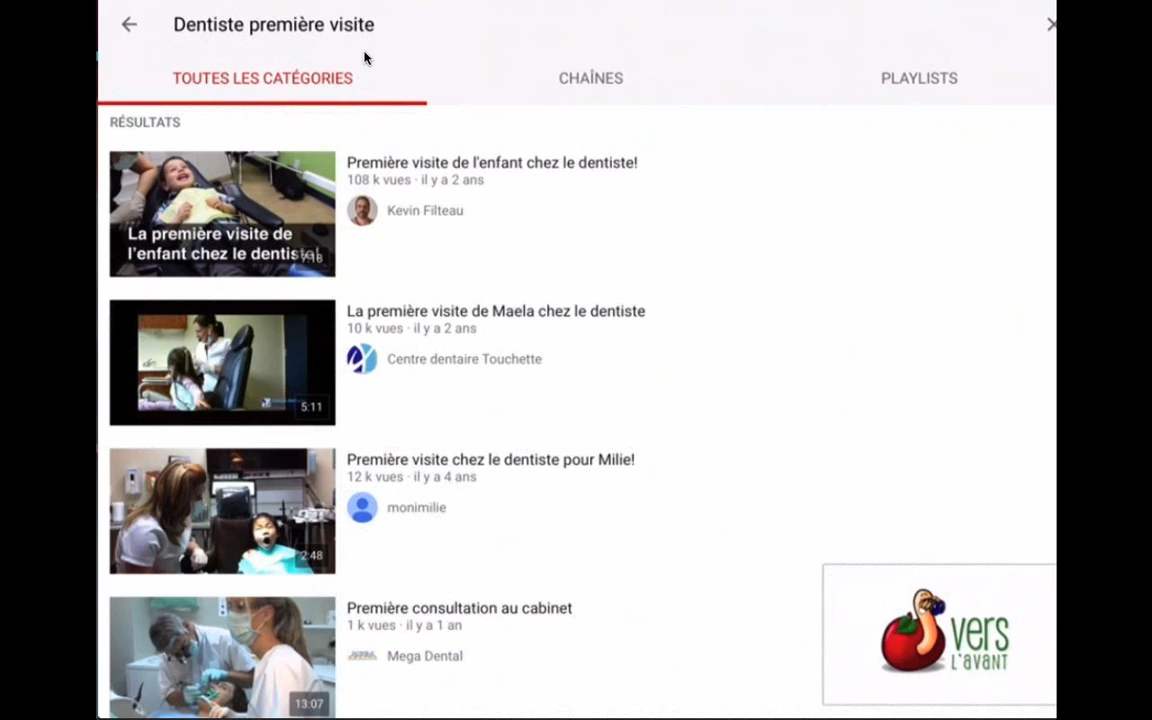 Dentiste première visite
TOUTES LES CATÉGORIES
CHAÎNES
PLAYLISTS
RÉSULTATS
La première visite de
l'enfant chez le dentiste!
7:18
Première visite de l'enfant chez le dentiste!
108 k vues · il y a 2 ans
Kevin Filteau
5:11
La première visite de Maela chez le dentiste
10 k vues · il y a 2 ans
Centre dentaire Touchette
2:48
Première visite chez le dentiste pour Milie!
12 k vues · il y a 4 ans
monimilie
13:07
Première consultation au cabinet
1 k vues · il y a 1 an
Mega Dental
vers
L'AVANT